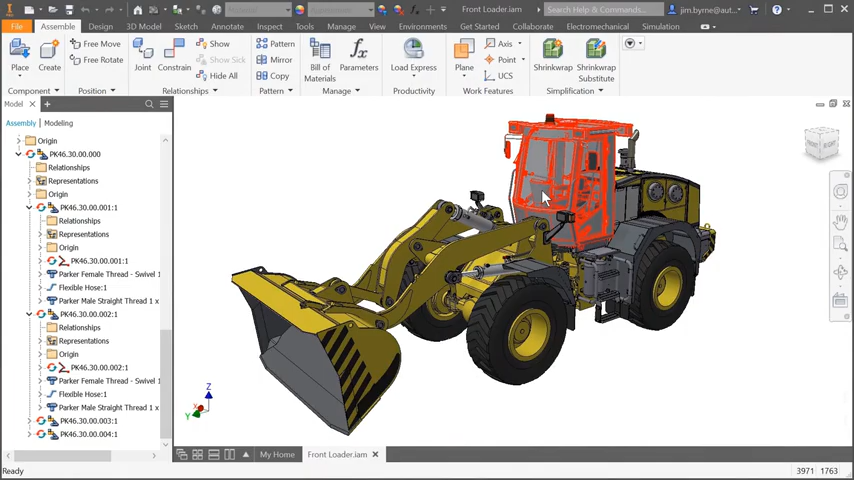 Material
Appearance
Front Loader.iam
Search Help & Commands...
jim.byrne@aut...
File
Assemble
Design
3D Model
Sketch
Annotate
Inspect
Tools
Manage
View
Environments
Get Started
Collaborate
Electromechanical
Simulation
Place
Create
Free Move
Free Rotate
Joint
Constrain
Show
Show Sick
Hide All
Pattern
Mirror
Copy
Bill of
Materials
Parameters
Load Express
Plane
Axis
Point
UCS
Shrinkwrap
Shrinkwrap
Substitute
Component
Position
Relationships
Pattern
Manage
Productivity
Work Features
Simplification
Model
Assembly
Modeling
Origin
PK46.30.00.000
Relationships
Representations
Origin
PK46.30.00.001:1
Relationships
Representations
Origin
PK46.30.00.001:1
Parker Female Thread - Swivel 1
Flexible Hose:1
Parker Male Straight Thread 1 x
PK46.30.00.002:1
Relationships
Representations
Origin
PK46.30.00.002:1
Parker Female Thread - Swivel 1
Flexible Hose:1
Parker Male Straight Thread 1 x
PK46.30.00.003:1
PK46.30.00.004:1
FRONT
RIGHT
Z
X
Y
My Home
Front Loader.iam
Ready
3971
1763